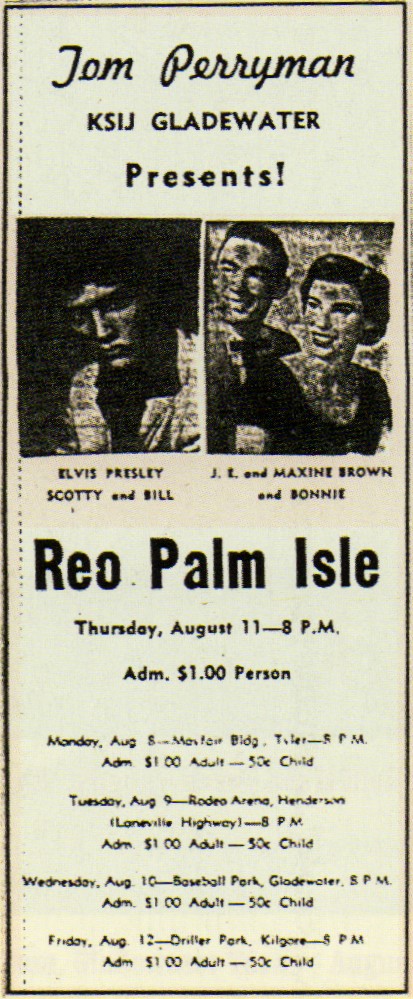 Tom Perryman
KSIJ GLADEWATER
Presents!
ELVIS PRESLEY
SCOTTY and BILL
J. E. and MAXINE BROWN
and BONNIE
Reo Palm Isle
Thursday, August 11—8 P.M.
Adm. $1.00 Person
Monday, Aug 8—Mayfair Bldg., Tyler—8 P.M.
Adm. $1.00 Adult — 50c Child
Tuesday, Aug 9—Rodeo Arena, Henderson
(Laneville Highway)—8 P.M.
Adm. $1.00 Adult — 50c Child
Wednesday, Aug. 10—Baseball Park, Gladewater, 8 P.M.
Adm. $1.00 Adult — 50c Child
Friday, Aug. 12—Driller Park, Kilgore—8 P.M.
Adm. $1.00 Adult — 50c Child